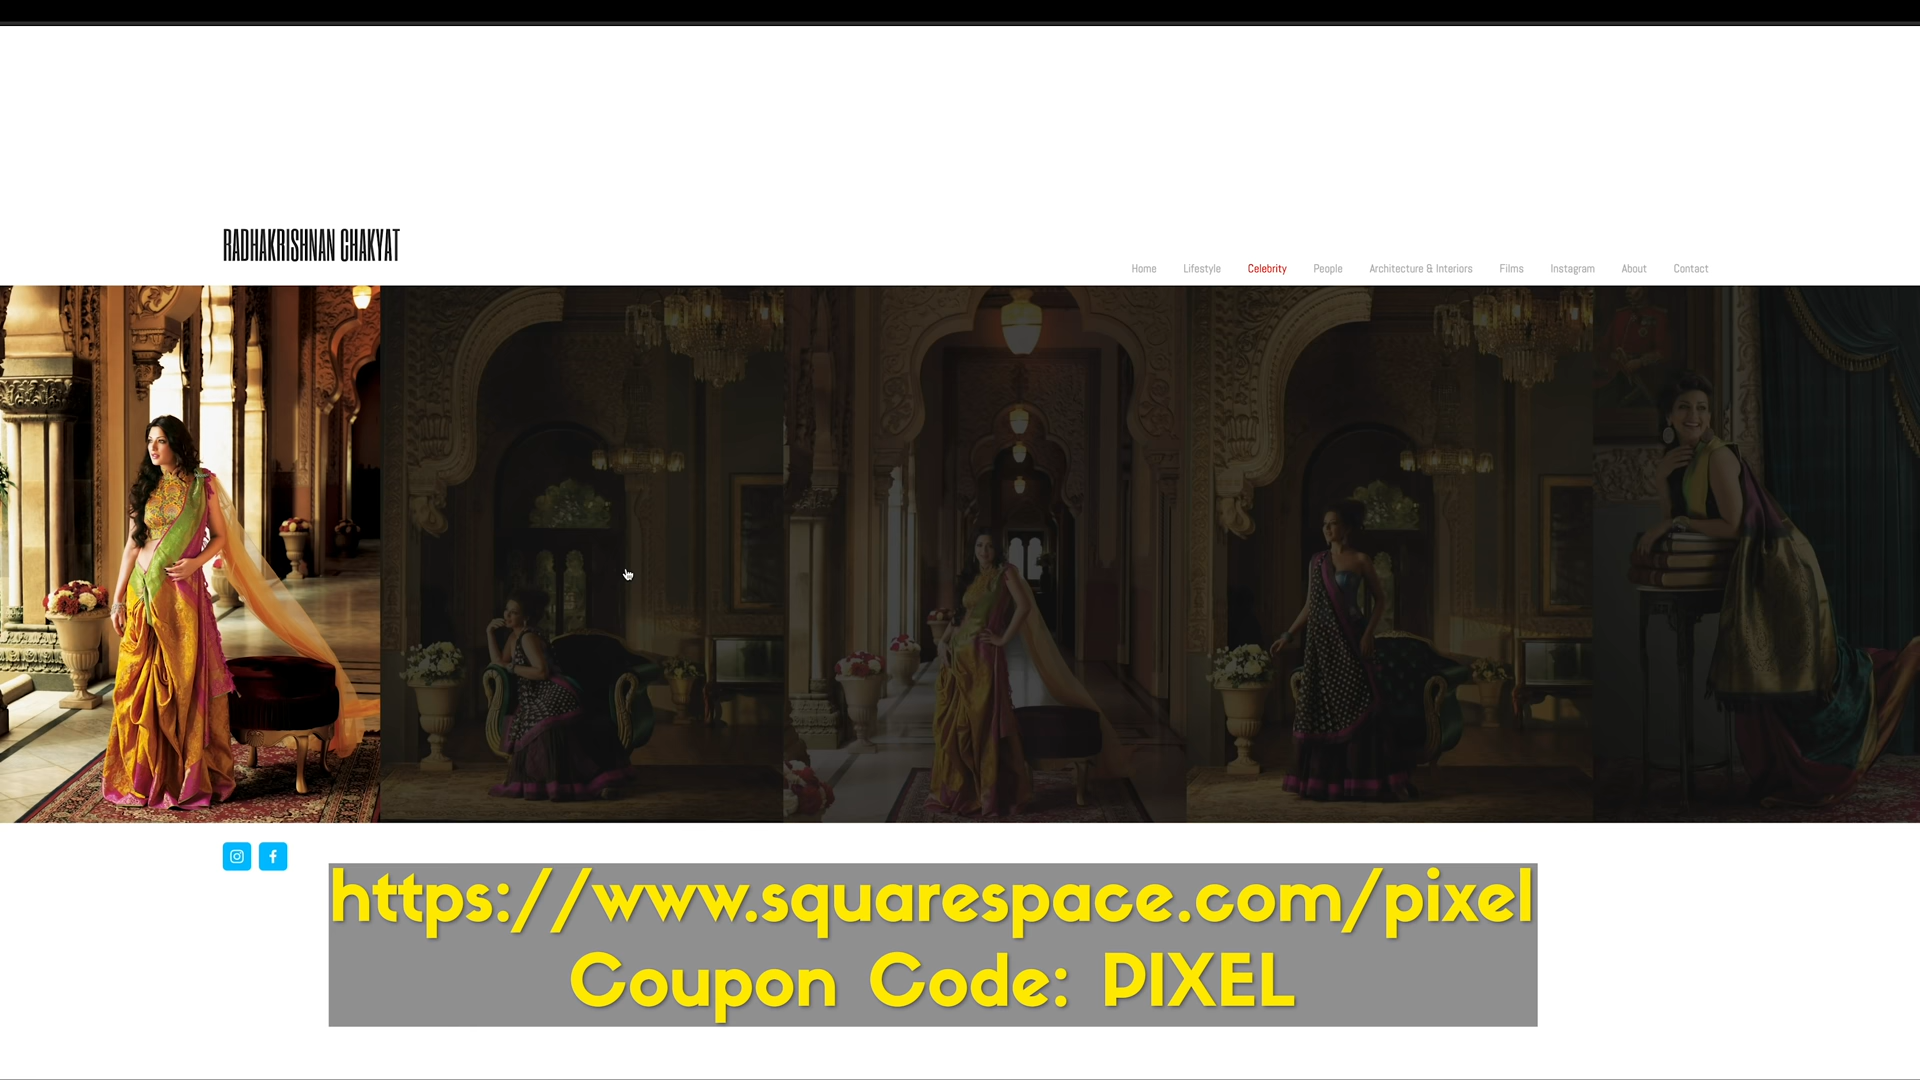 RADHAKRISHNAN CHAKYAT
Home Lifestyle Celebrity People Architecture & Interiors Films Instagram About Contact
https://www.squarespace.com/pixel
Coupon Code: PIXEL